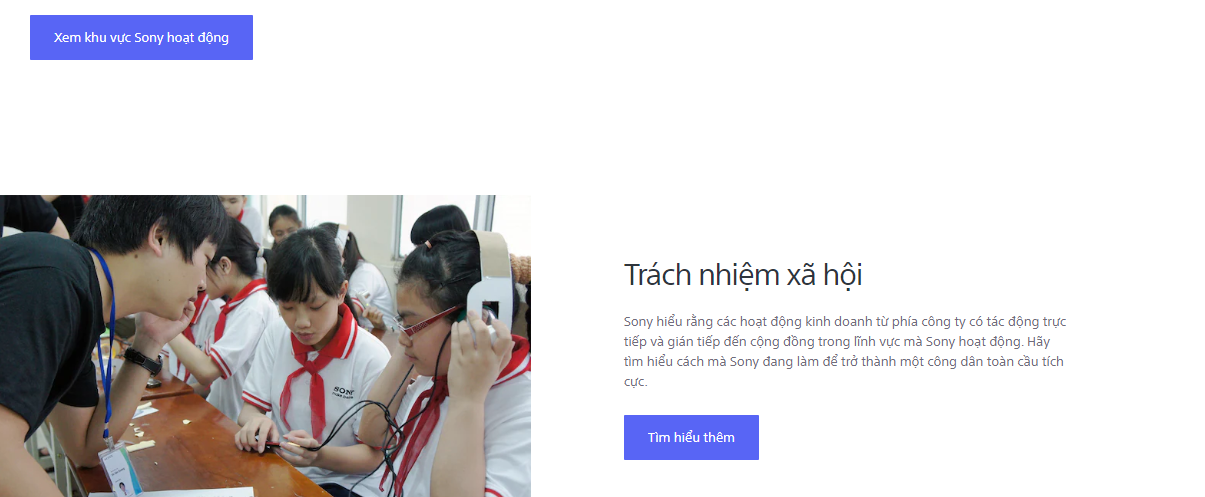 Xem khu vực Sony hoạt động
Trách nhiệm xã hội
Sony hiểu rằng các hoạt động kinh doanh từ phía công ty có tác động trực
tiếp và gián tiếp đến cộng đồng trong lĩnh vực mà Sony hoạt động. Hãy
tìm hiểu cách mà Sony đang làm để trở thành một công dân toàn cầu tích
cực.
SONY
Tìm hiểu thêm